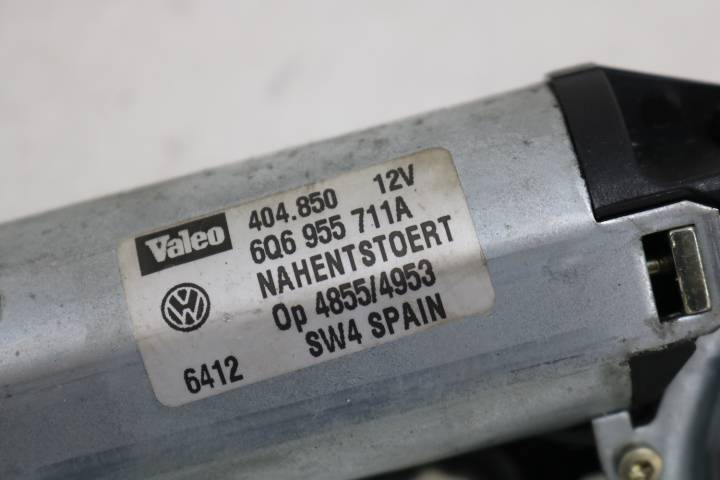 Valeo 404.850 12V
6Q6 955 711A
NAHENTSTOERT
Op 4855/4953
6412 SW4 SPAIN